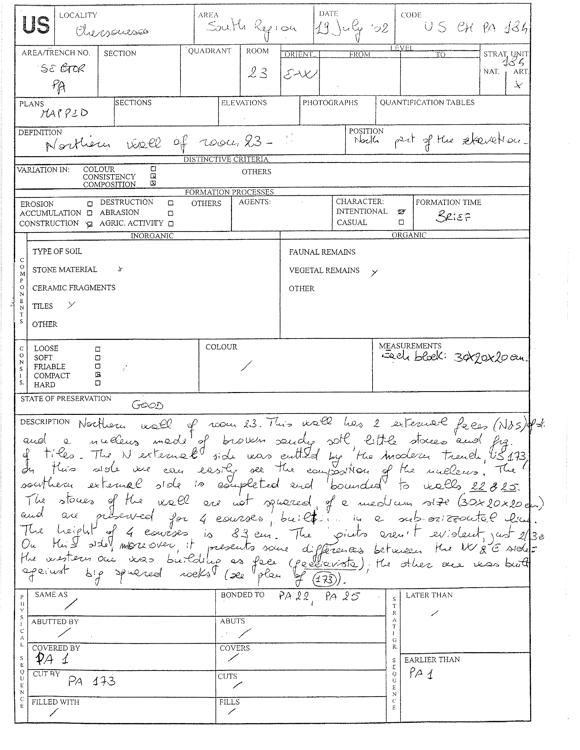 US LOCALITY Chersonesos AREA South Region DATE 19 July '02 CODE US CH PA 134
AREA/TRENCH NO. SECTOR PA SECTION QUADRANT ROOM 23 LEVEL ORIENT. E-W FROM TO STRAT. UNIT 134 NAT. ART. x
PLANS MAPPED SECTIONS ELEVATIONS PHOTOGRAPHS QUANTIFICATION TABLES
DEFINITION Northern wall of room 23 - POSITION North part of the excavation -
DISTINCTIVE CRITERIA
VARIATION IN: COLOUR OTHERS
CONSISTENCY
COMPOSITION
FORMATION PROCESSES
EROSION DESTRUCTION OTHERS AGENTS: CHARACTER: FORMATION TIME
ACCUMULATION ABRASION INTENTIONAL BRIEF
CONSTRUCTION AGRIC. ACTIVITY CASUAL
COMPONENTS
INORGANIC ORGANIC
TYPE OF SOIL FAUNAL REMAINS
STONE MATERIAL x VEGETAL REMAINS y
CERAMIC FRAGMENTS OTHER
TILES y
OTHER
CONSIS.
LOOSE COLOUR / MEASUREMENTS
SOFT Each block: 30x20x20 cm.
FRIABLE
COMPACT
HARD
STATE OF PRESERVATION GOOD
DESCRIPTION Northern wall of room 23. This wall has 2 external faces (N&S)
and a nucleus made of brown sandy soil, little stones and frg.
of tiles. The N external side was cutted by the modern trench, US 173.
On this side we can easily see the composition of the nucleus. The
southern external side is completed and bounded to walls 22 & 25.
The stones of the wall are not squared of a medium size (30x20x20 cm)
and are preserved for 4 courses, built... in a sub-orizzontal line.
The height of 4 courses is 83 cm. The joints aren't evident, just 2/3
On this side, moreover, it presents some differences between the W & E side:
the western one was building as face (facciavista), the other one was built
against big squared rocks (see plan of (173)).
PHYSICAL SEQUENCE
SAME AS / BONDED TO PA 22, PA 25
ABUTTED BY / ABUTS /
COVERED BY PA 1 COVERS /
CUT BY PA 173 CUTS /
FILLED WITH / FILLS /
STRATIGR. SEQUENCE
LATER THAN /
EARLIER THAN PA 1